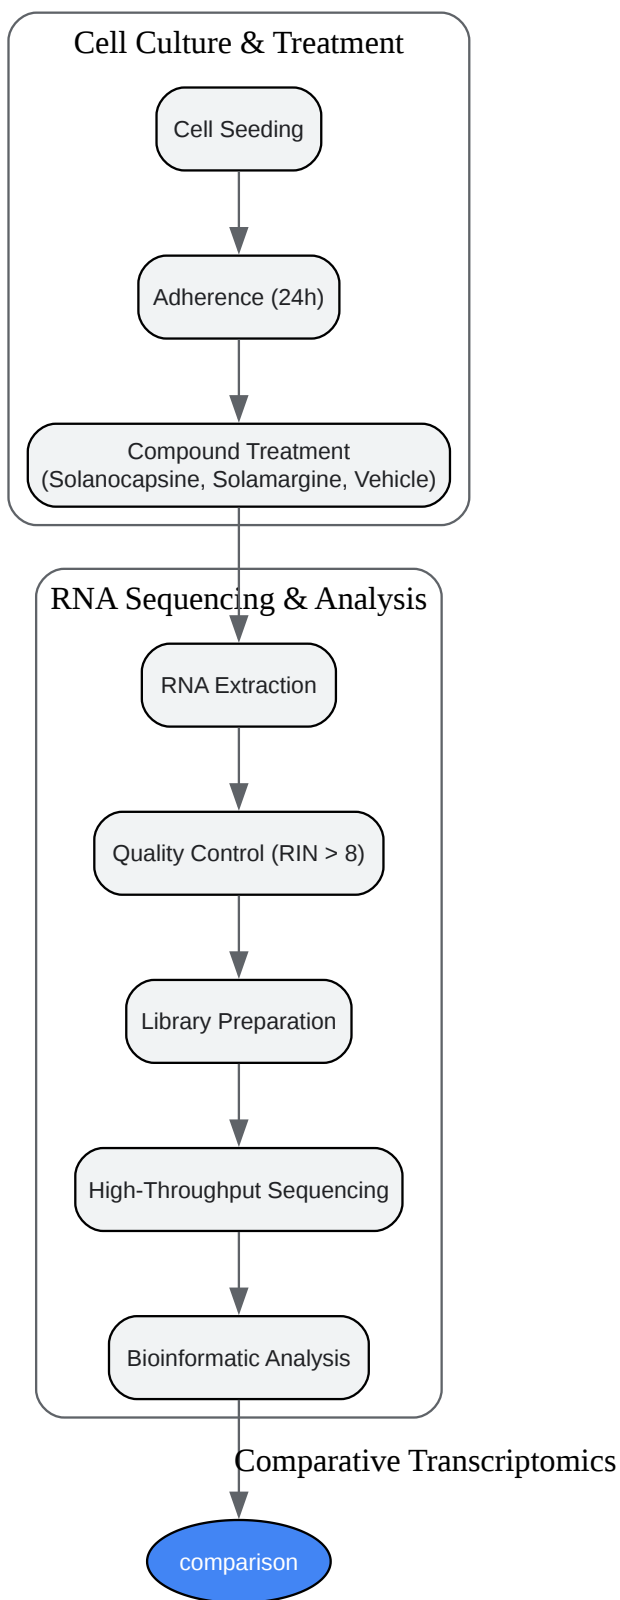 Cell Culture & Treatment
Cell Seeding
Adherence (24h)
Compound Treatment
(Solanocapsine, Solamargine, Vehicle)
RNA Sequencing & Analysis
RNA Extraction
Quality Control (RIN > 8)
Library Preparation
High-Throughput Sequencing
Bioinformatic Analysis
Comparative Transcriptomics
comparison